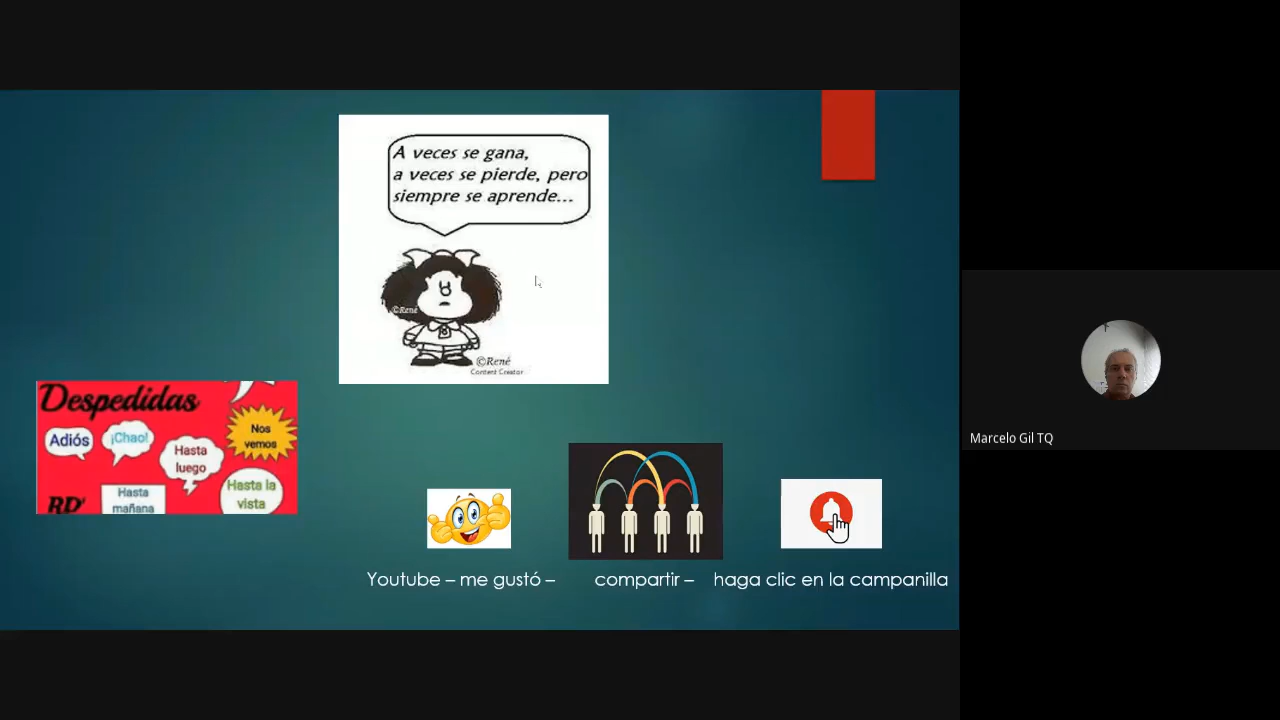 A veces se gana,
a veces se pierde, pero
siempre se aprende...
©René
©René
Content Creator
Despedidas
Adiós
¡Chao!
Nos
vemos
Hasta
luego
RD'
Hasta
mañana
Hasta la
vista
Youtube – me gustó – compartir – haga clic en la campanilla
Marcelo Gil TQ